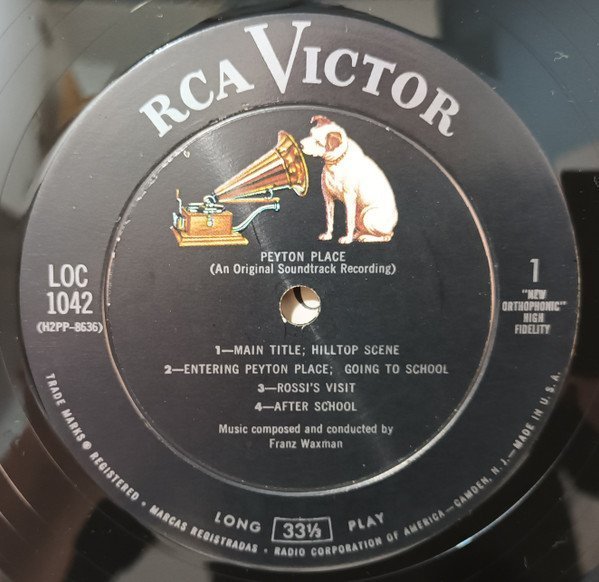 RCA VICTOR
PEYTON PLACE
(An Original Soundtrack Recording)
LOC
1042
(H2PP-8636)
1
"NEW
ORTHOPHONIC"
HIGH
FIDELITY
1—MAIN TITLE; HILLTOP SCENE
2—ENTERING PEYTON PLACE; GOING TO SCHOOL
3—ROSSI'S VISIT
4—AFTER SCHOOL
Music composed and conducted by
Franz Waxman
LONG 33⅓ PLAY
TRADE MARKS ® REGISTERED • MARCAS REGISTRADAS • RADIO CORPORATION OF AMERICA—CAMDEN, N. J.—MADE IN U.S.A.